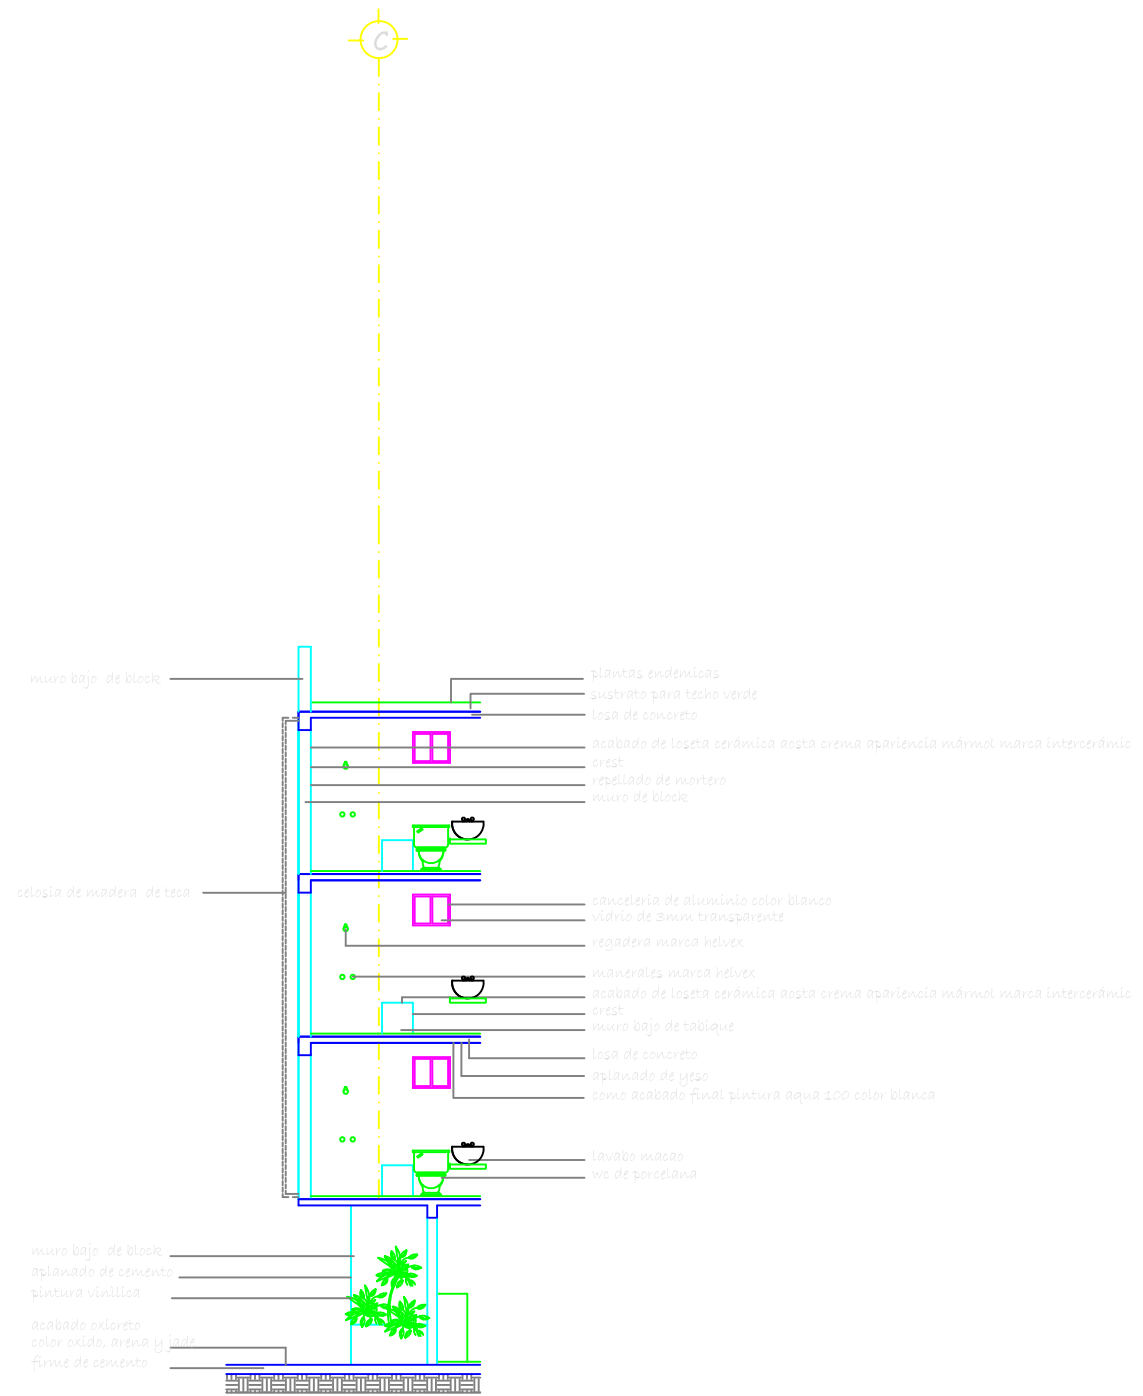 C
muro bajo de block
plantas endemicas
sustrato para techo verde
losa de concreto
acabado de loseta cerámica aosta crema apariencia mármol marca interceràmic
crest
repellado de mortero
muro de block
celosia de madera de teca
canceleria de aluminio color blanco
vidrio de 3mm transparente
regadera marca helvex
manerales marca helvex
acabado de loseta cerámica aosta crema apariencia mármol marca interceràmic
crest
muro bajo de tabique
losa de concreto
aplanado de yeso
como acabado final pintura aqua 100 color blanca
lavabo macao
wc de porcelana
muro bajo de block
aplanado de cemento
pintura vinilica
acabado oxicreto
color oxido, arena y jade
firme de cemento